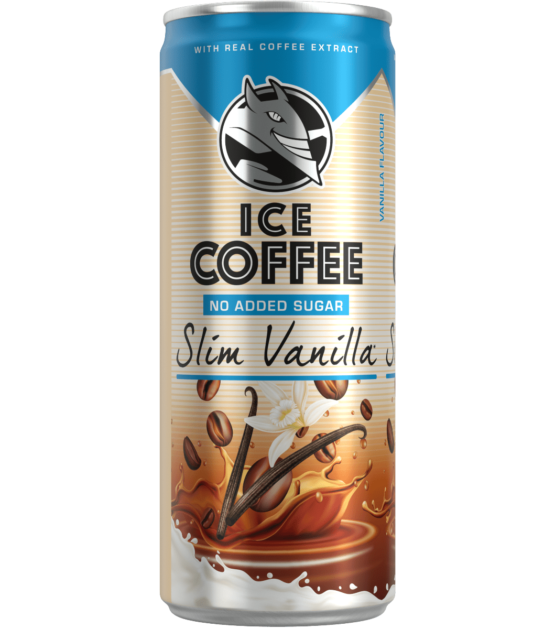 WITH REAL COFFEE EXTRACT
VANILLA FLAVOUR
ICE
COFFEE
NO ADDED SUGAR
Slim Vanilla